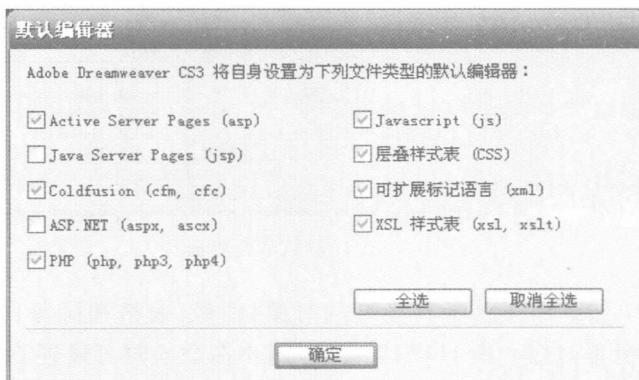 默认编辑器
Adobe Dreamweaver CS3 将自身设置为下列文件类型的默认编辑器：
Active Server Pages (asp)
Java Server Pages (jsp)
Coldfusion (cfm, cfc)
ASP.NET (aspx, ascx)
PHP (php, php3, php4)
Javascript (js)
层叠样式表 (CSS)
可扩展标记语言 (xml)
XSL 样式表 (xsl, xslt)
全选 取消全选
确定